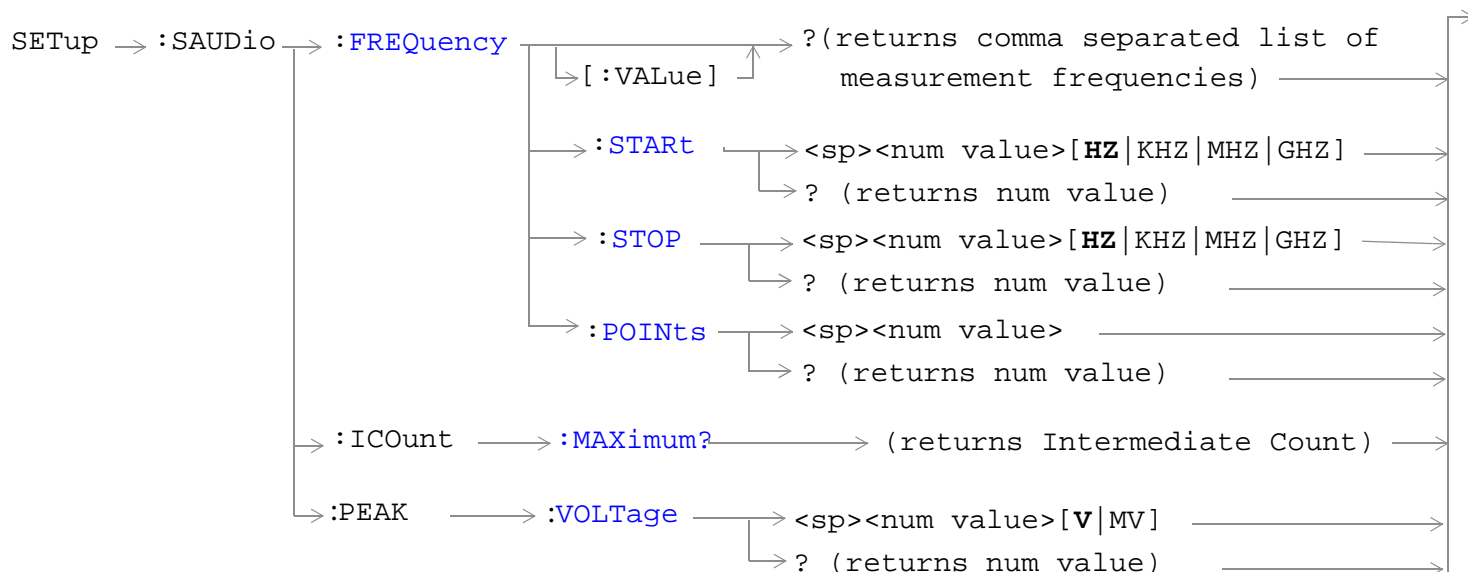 SETup :SAUDio :FREQuency ?(returns comma separated list of
[:VALue] measurement frequencies)
:STARt <sp><num value>[HZ|KHZ|MHZ|GHZ]
? (returns num value)
:STOP <sp><num value>[HZ|KHZ|MHZ|GHZ]
? (returns num value)
:POINts <sp><num value>
? (returns num value)
:ICOunt :MAXimum? (returns Intermediate Count)
:PEAK :VOLTage <sp><num value>[V|MV]
? (returns num value)